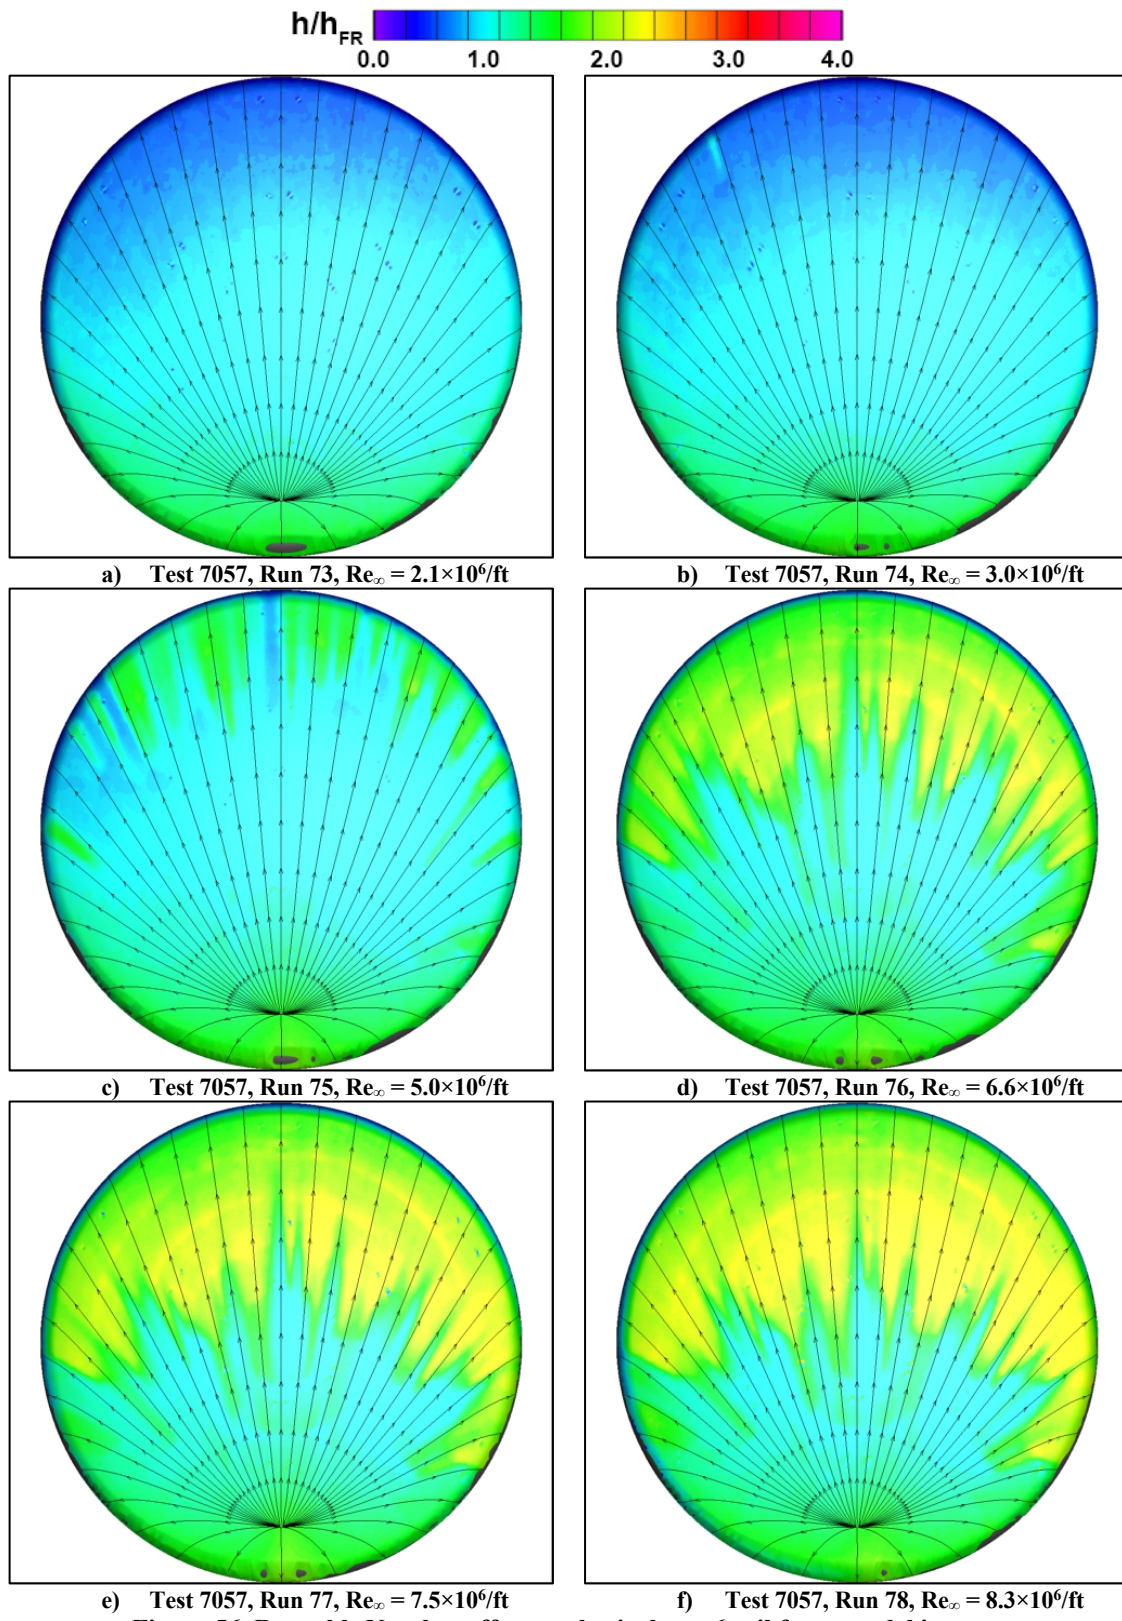 h/hFR
0.0 1.0 2.0 3.0 4.0
a) Test 7057, Run 73, Re∞ = 2.1×10⁶/ft
b) Test 7057, Run 74, Re∞ = 3.0×10⁶/ft
c) Test 7057, Run 75, Re∞ = 5.0×10⁶/ft
d) Test 7057, Run 76, Re∞ = 6.6×10⁶/ft
e) Test 7057, Run 77, Re∞ = 7.5×10⁶/ft
f) Test 7057, Run 78, Re∞ = 8.3×10⁶/ft